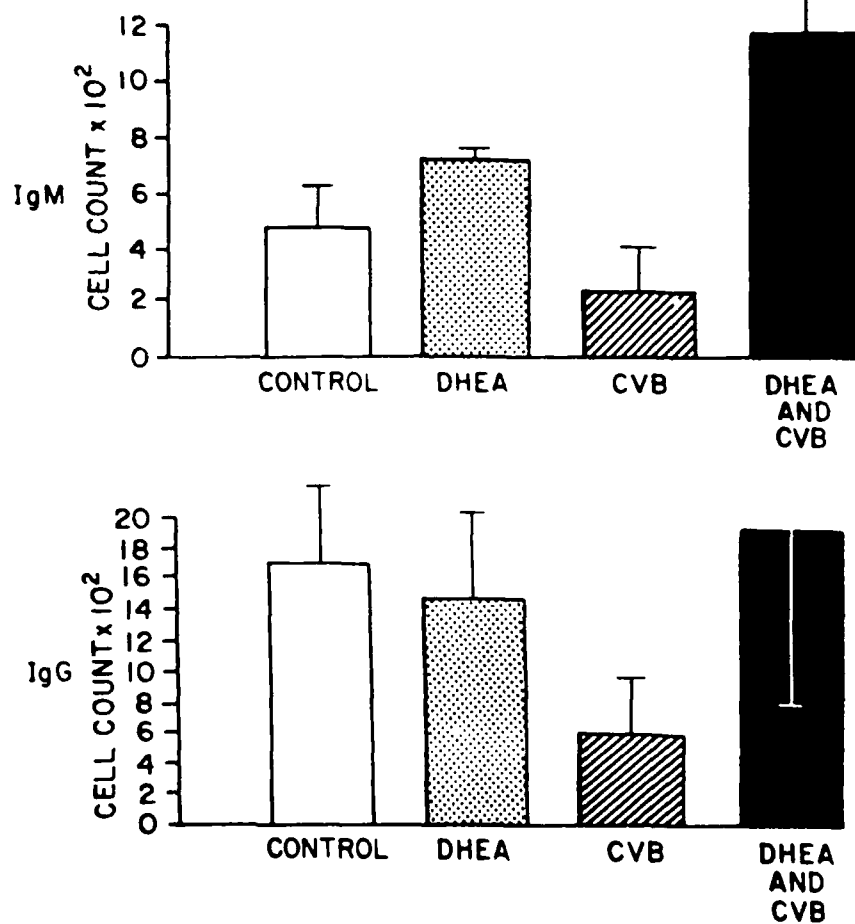 IgM
CELL COUNT x 10²
12
10
8
6
4
2
0
CONTROL
DHEA
CVB
DHEA
AND
CVB
IgG
CELL COUNT x 10²
20
18
16
14
12
10
8
6
4
2
0
CONTROL
DHEA
CVB
DHEA
AND
CVB